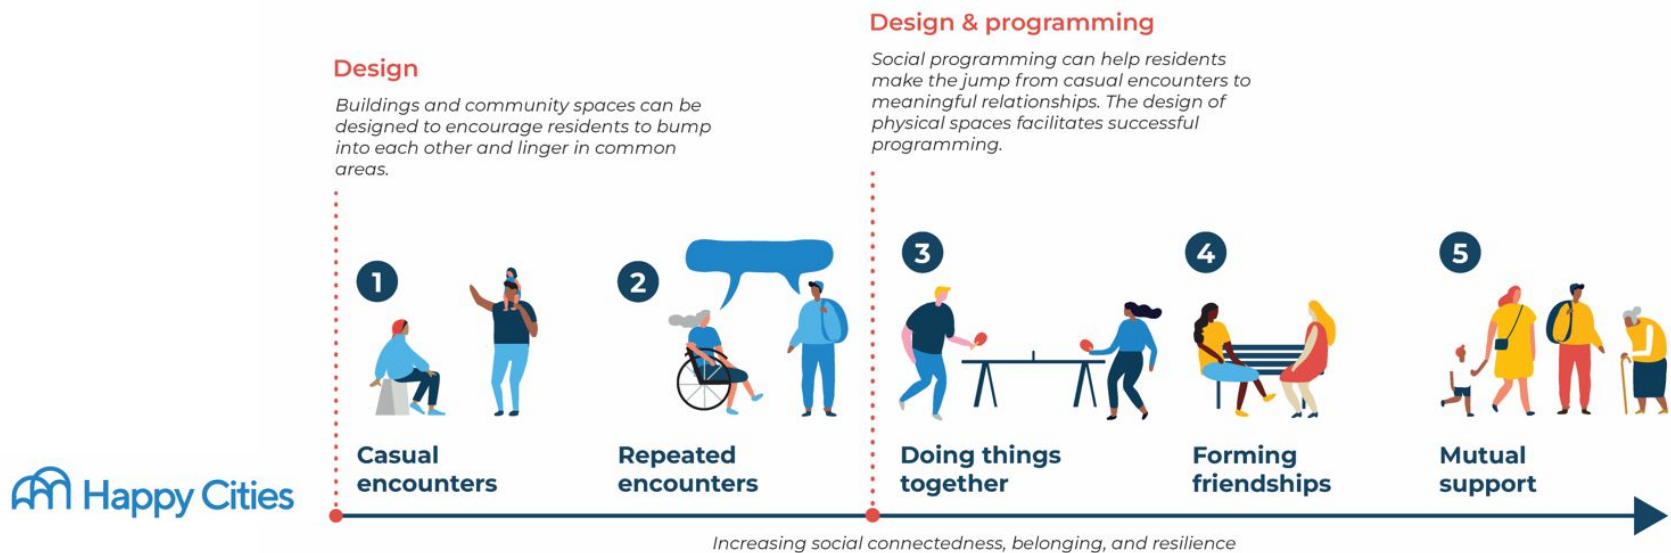 Design
Buildings and community spaces can be
designed to encourage residents to bump
into each other and linger in common
areas.
Design & programming
Social programming can help residents
make the jump from casual encounters to
meaningful relationships. The design of
physical spaces facilitates successful
programming.
1
Casual
encounters
2
Repeated
encounters
3
Doing things
together
4
Forming
friendships
5
Mutual
support
Happy Cities
Increasing social connectedness, belonging, and resilience